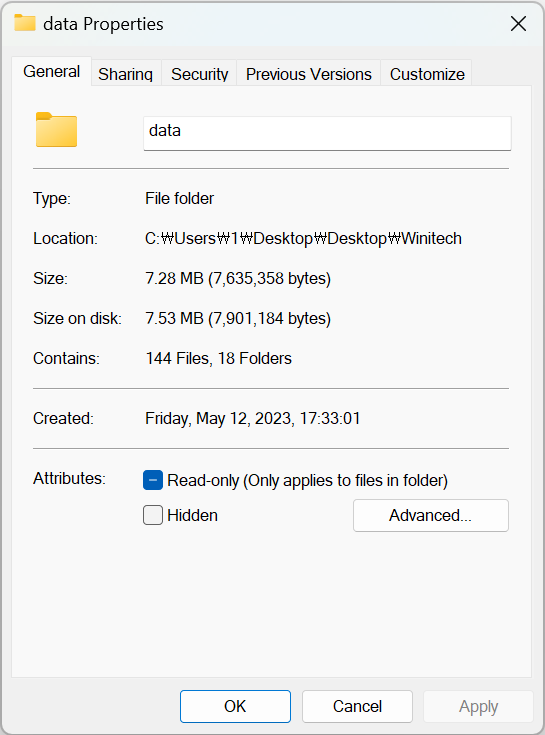 data Properties
General Sharing Security Previous Versions Customize
data
Type: File folder
Location: C:₩Users₩1₩Desktop₩Desktop₩Winitech
Size: 7.28 MB (7,635,358 bytes)
Size on disk: 7.53 MB (7,901,184 bytes)
Contains: 144 Files, 18 Folders
Created: Friday, May 12, 2023, 17:33:01
Attributes: Read-only (Only applies to files in folder)
Hidden Advanced...
OK Cancel Apply